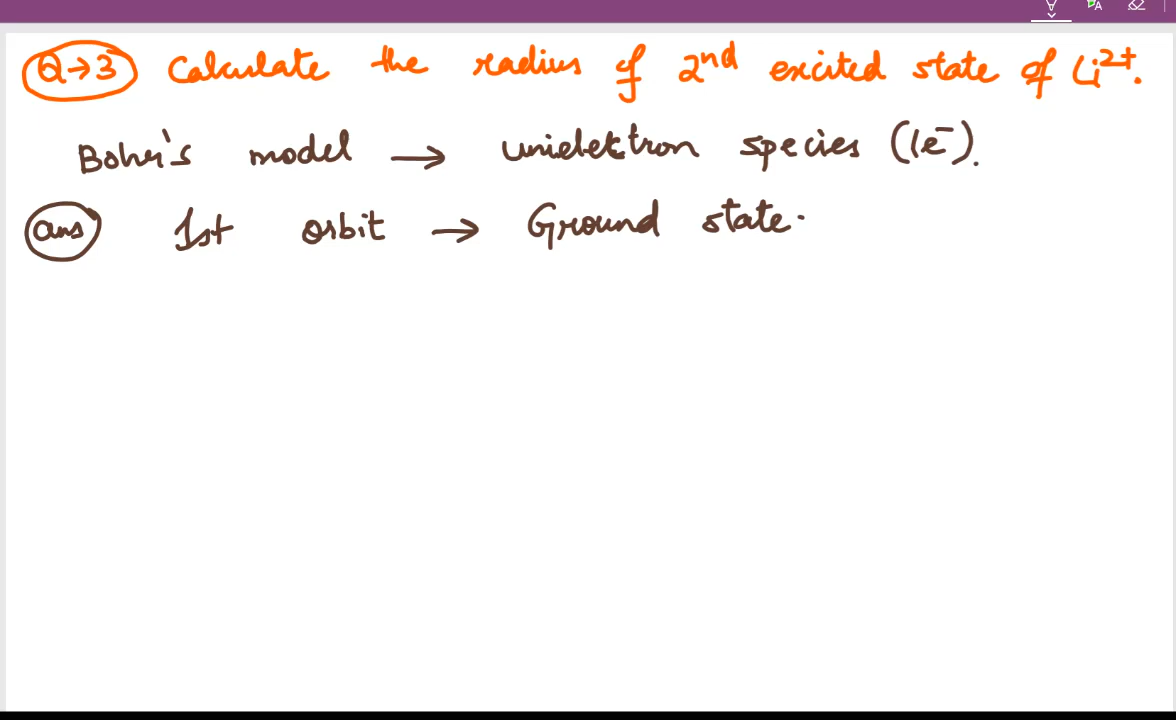 Q→3 Calculate the radius of 2nd excited state of Li2+.
Bohr's model → unielektron species (1e-).
ans 1st orbit → Ground state.